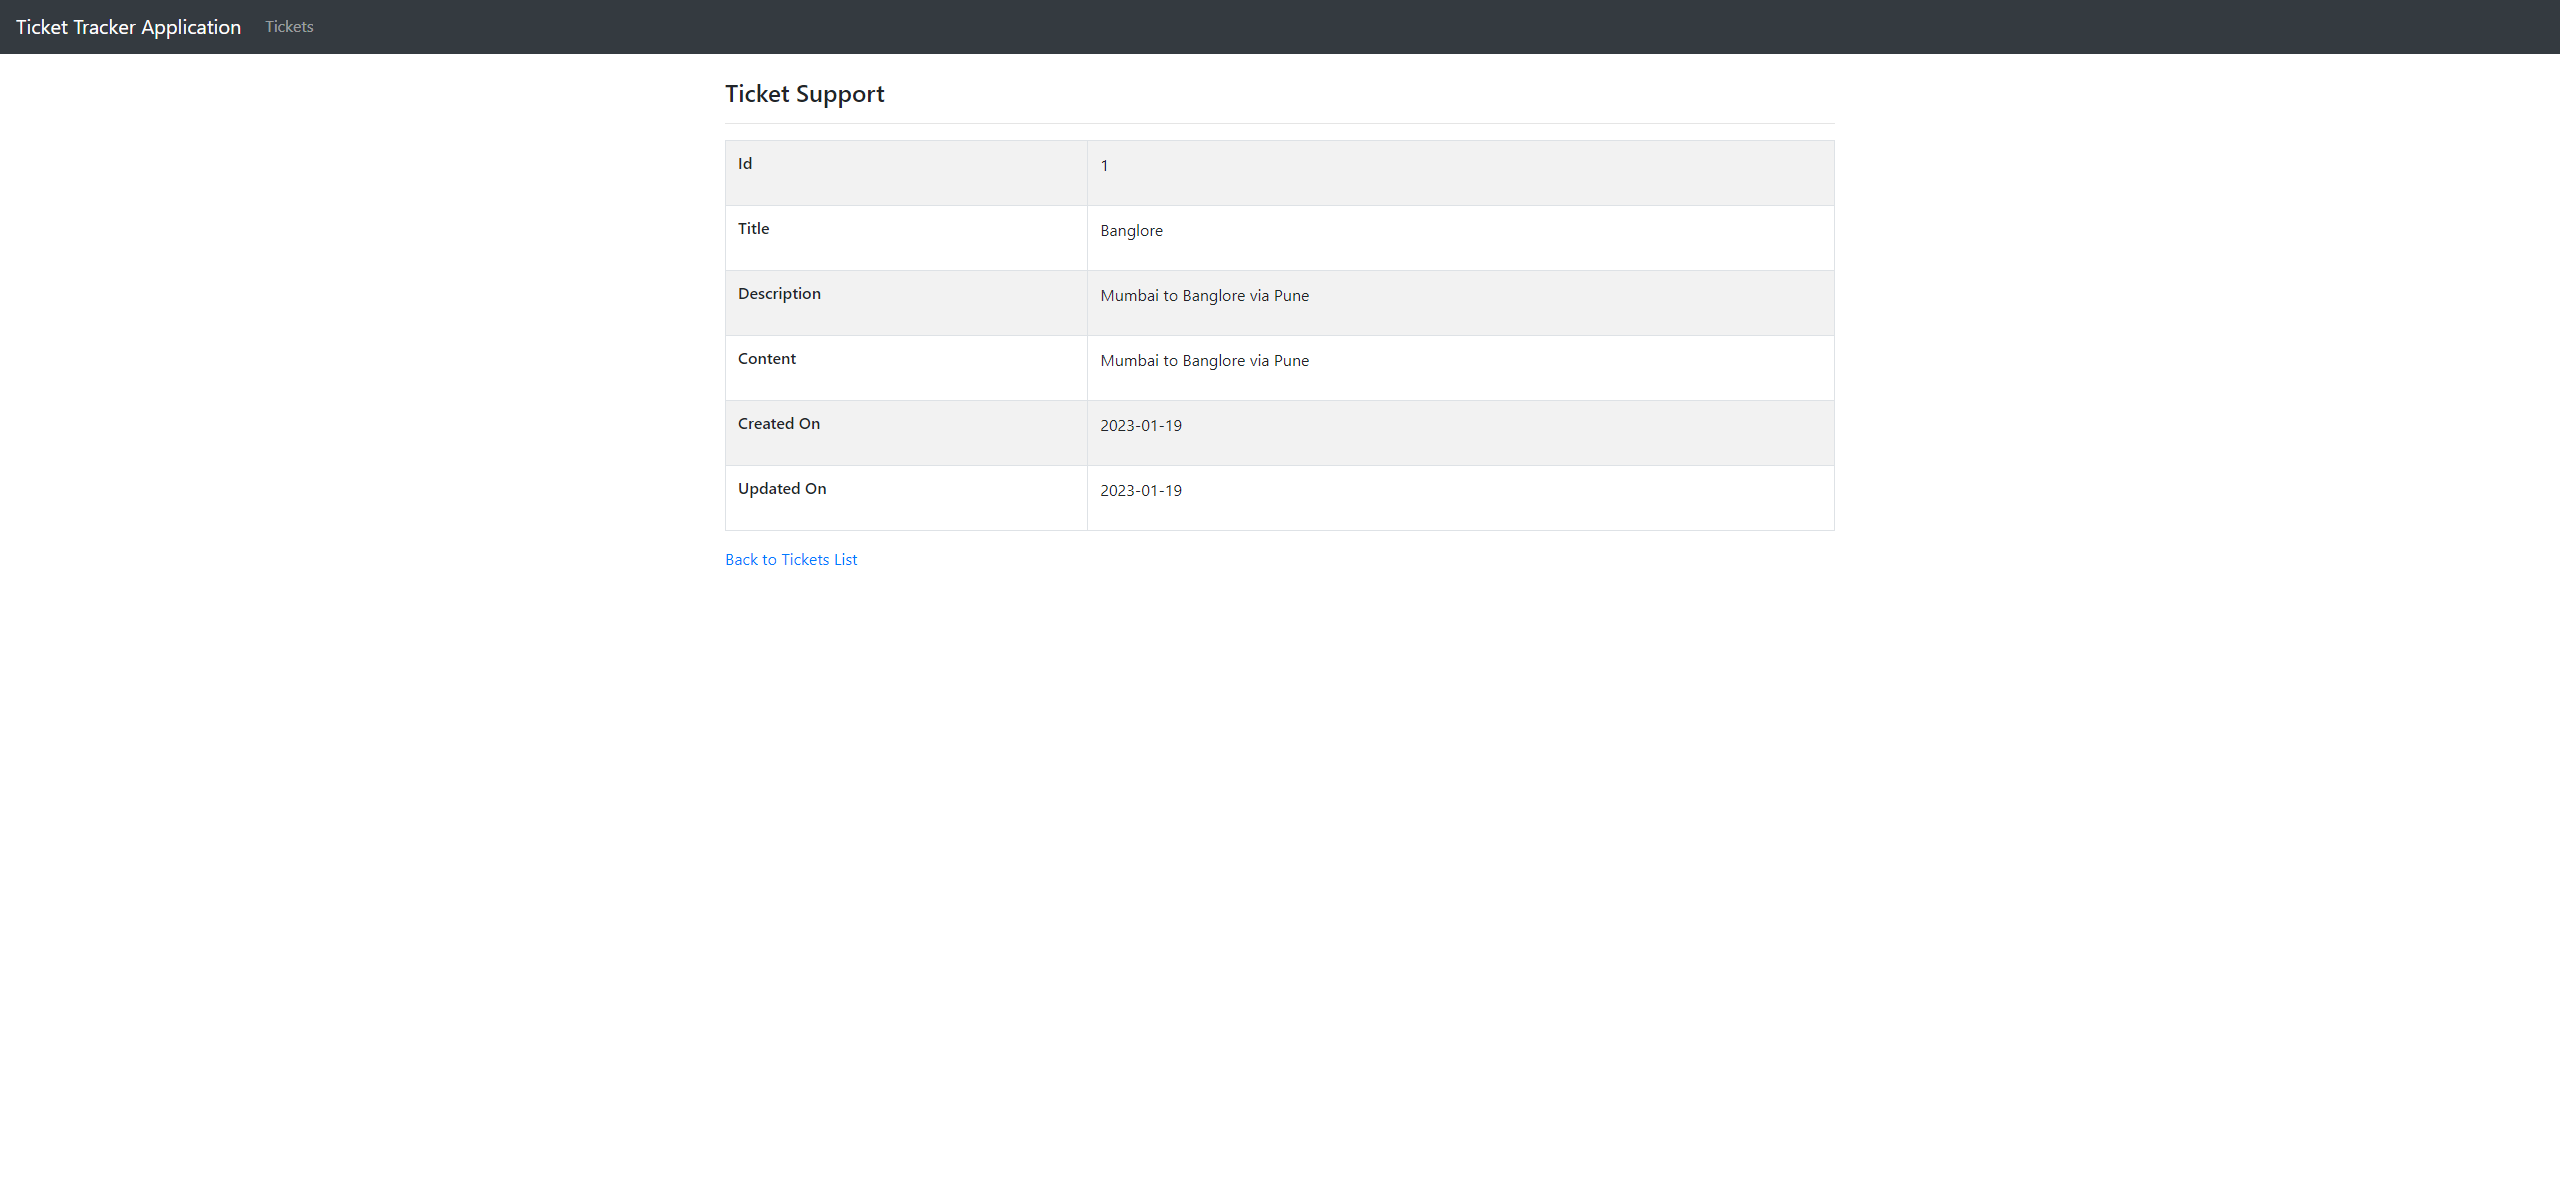 Ticket Tracker Application Tickets
Ticket Support
Id 1
Title Banglore
Description Mumbai to Banglore via Pune
Content Mumbai to Banglore via Pune
Created On 2023-01-19
Updated On 2023-01-19
Back to Tickets List